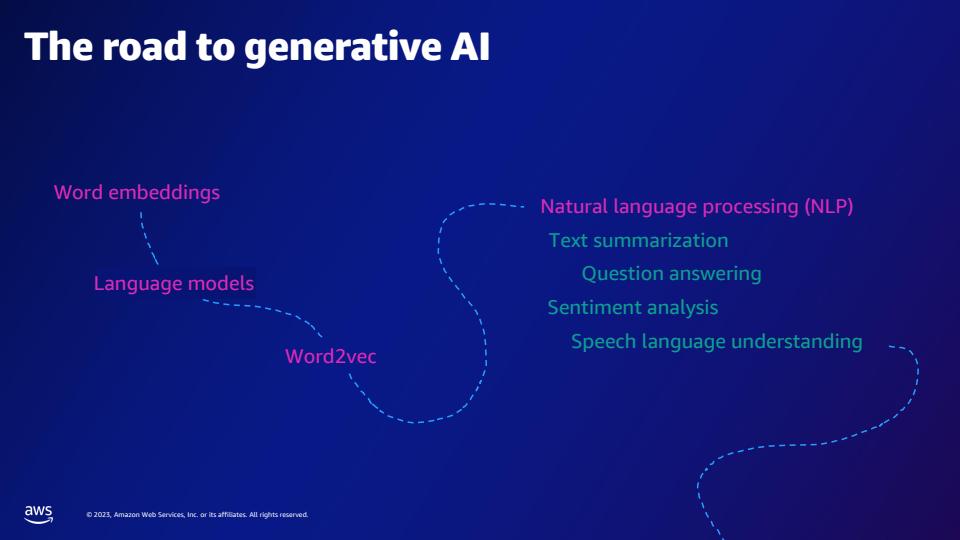 The road to generative AI
Word embeddings
Language models
Word2vec
Natural language processing (NLP)
Text summarization
Question answering
Sentiment analysis
Speech language understanding
aws
© 2023, Amazon Web Services, Inc. or its affiliates. All rights reserved.